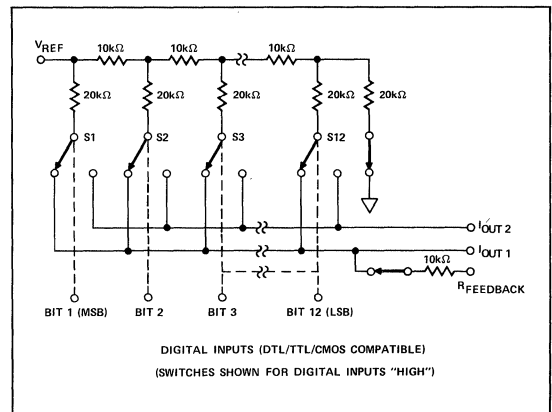 VREF
10kΩ 10kΩ 10kΩ
20kΩ 20kΩ 20kΩ 20kΩ 20kΩ
S1 S2 S3 S12
IOUT 2
IOUT 1
10kΩ
RFEEDBACK
BIT 1 (MSB) BIT 2 BIT 3 BIT 12 (LSB)
DIGITAL INPUTS (DTL/TTL/CMOS COMPATIBLE)
(SWITCHES SHOWN FOR DIGITAL INPUTS "HIGH")